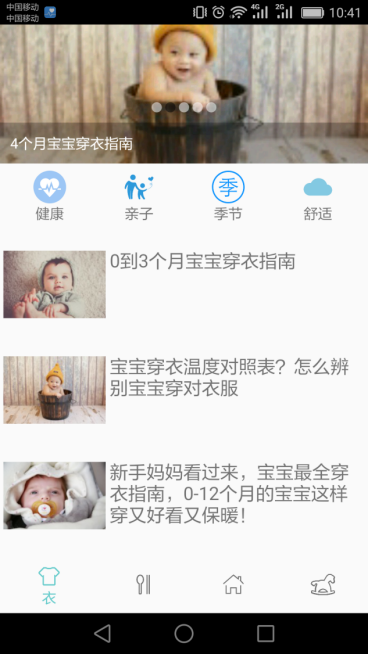 中国移动
中国移动
4G 2G 10:41
4个月宝宝穿衣指南
健康 亲子 季 季节 舒适
0到3个月宝宝穿衣指南
宝宝穿衣温度对照表？怎么辨
别宝宝穿对衣服
新手妈妈看过来，宝宝最全穿
衣指南，0-12个月的宝宝这样
穿又好看又保暖！
衣